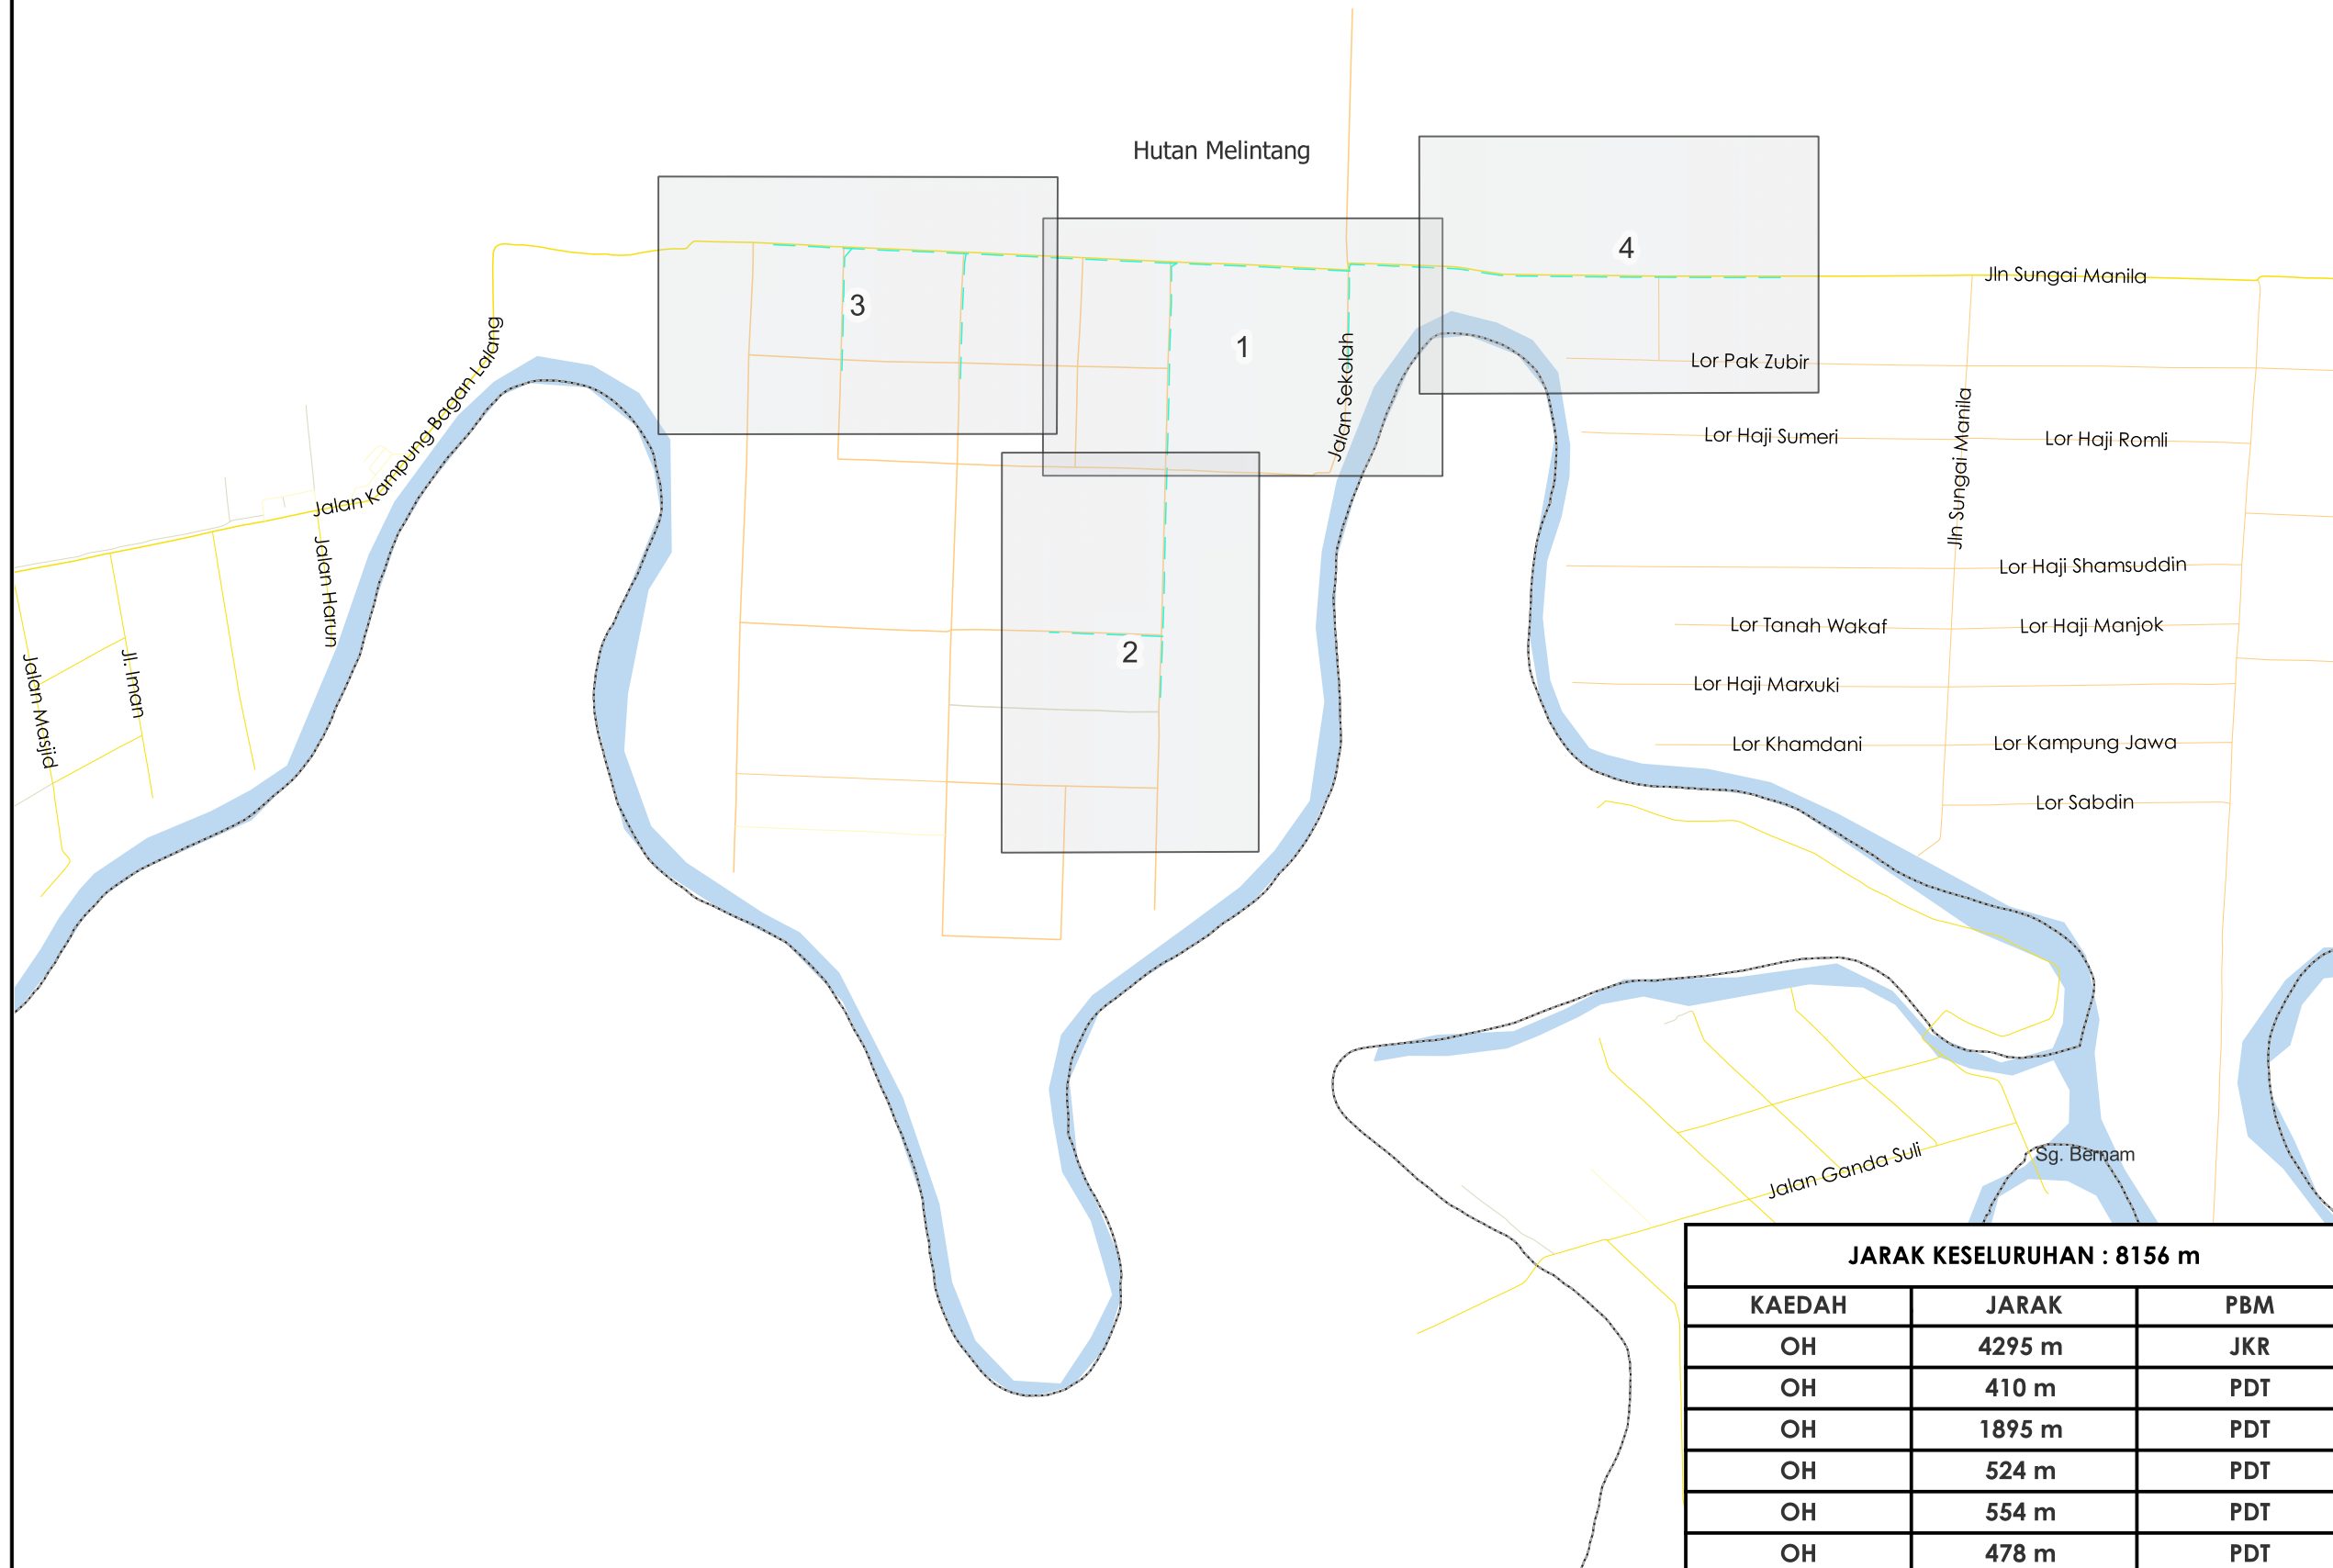 Hutan Melintang
4
Jln Sungai Manila
3
1
Lor Pak Zubir
Jalan Sekolah
Jalan Kampung Bagan Lalang
Lor Haji Sumeri
Jln Sungai Manila
Lor Haji Romli
Jalan Harun
Lor Haji Shamsuddin
Lor Tanah Wakaf
Lor Haji Manjok
2
Jalan Masjid
Jl. Iman
Lor Haji Marxuki
Lor Khamdani
Lor Kampung Jawa
Lor Sabdin
Jalan Ganda Suli
Sg. Bernam
JARAK KESELURUHAN : 8156 m
KAEDAH JARAK PBM
OH 4295 m JKR
OH 410 m PDT
OH 1895 m PDT
OH 524 m PDT
OH 554 m PDT
OH 478 m PDT